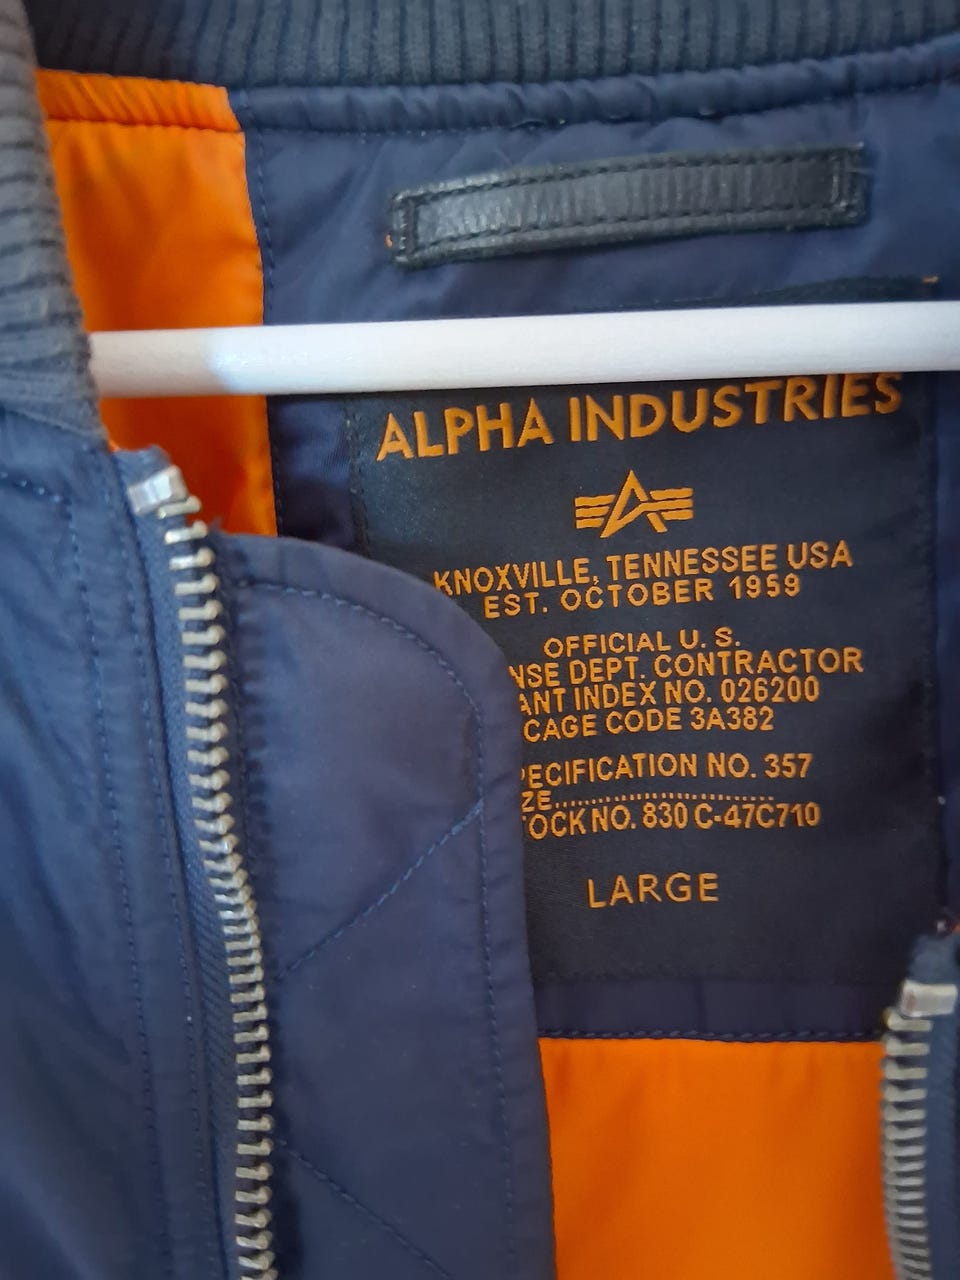 ALPHA INDUSTRIES
KNOXVILLE, TENNESSEE USA
EST. OCTOBER 1959
OFFICIAL U. S.
NSE DEPT. CONTRACTOR
ANT INDEX NO. 026200
CAGE CODE 3A382
PECIFICATION NO. 357
ZE........................
TOCK NO. 830 C-47C710
LARGE